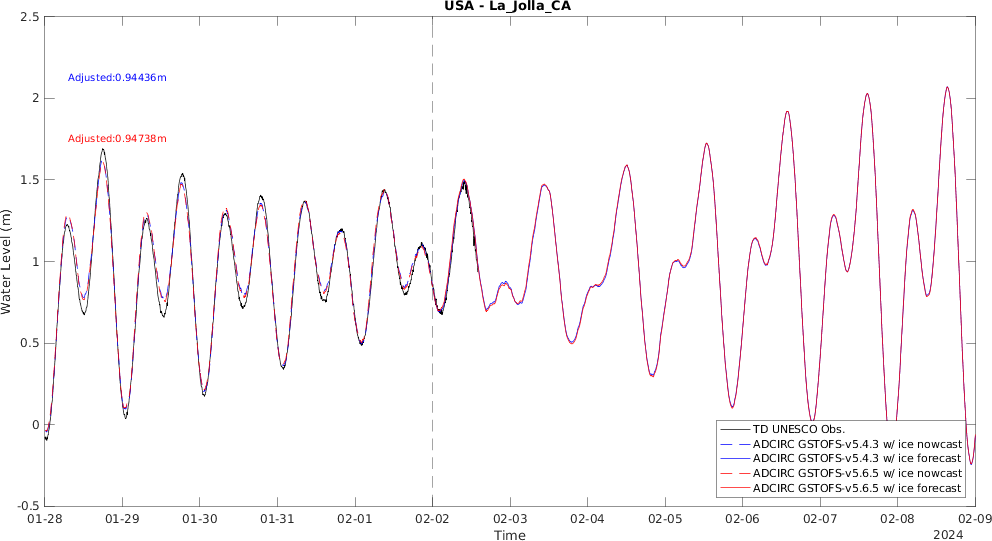 USA - La_Jolla_CA
2.5
2
1.5
1
0.5
0
-0.5
Water Level (m)
Adjusted:0.94436m
Adjusted:0.94738m
TD UNESCO Obs.
ADCIRC GSTOFS-v5.4.3 w/ ice nowcast
ADCIRC GSTOFS-v5.4.3 w/ ice forecast
ADCIRC GSTOFS-v5.6.5 w/ ice nowcast
ADCIRC GSTOFS-v5.6.5 w/ ice forecast
01-28 01-29 01-30 01-31 02-01 02-02 02-03 02-04 02-05 02-06 02-07 02-08 02-09
Time
2024